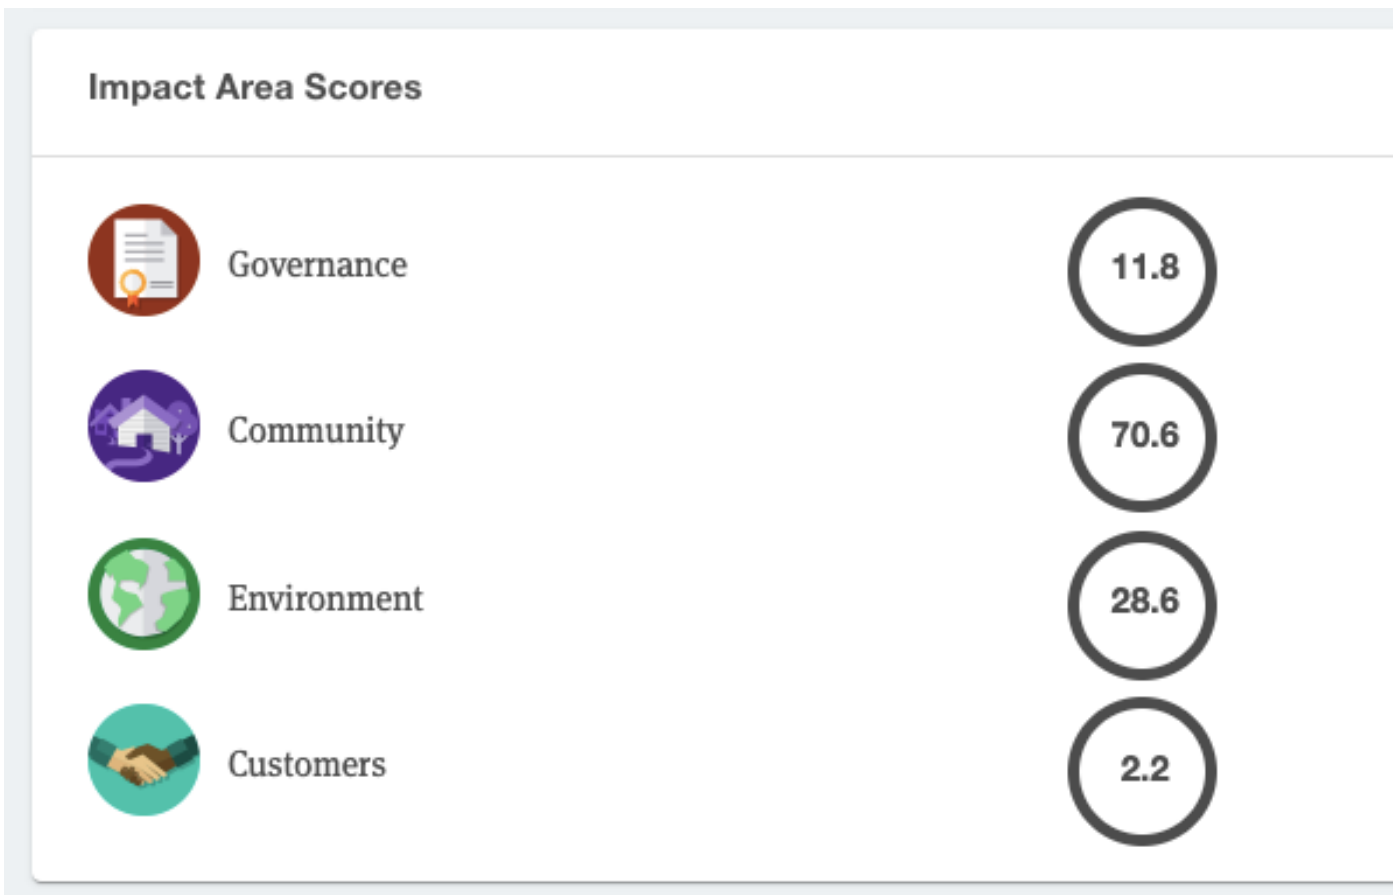 Impact Area Scores
Governance 11.8
Community 70.6
Environment 28.6
Customers 2.2